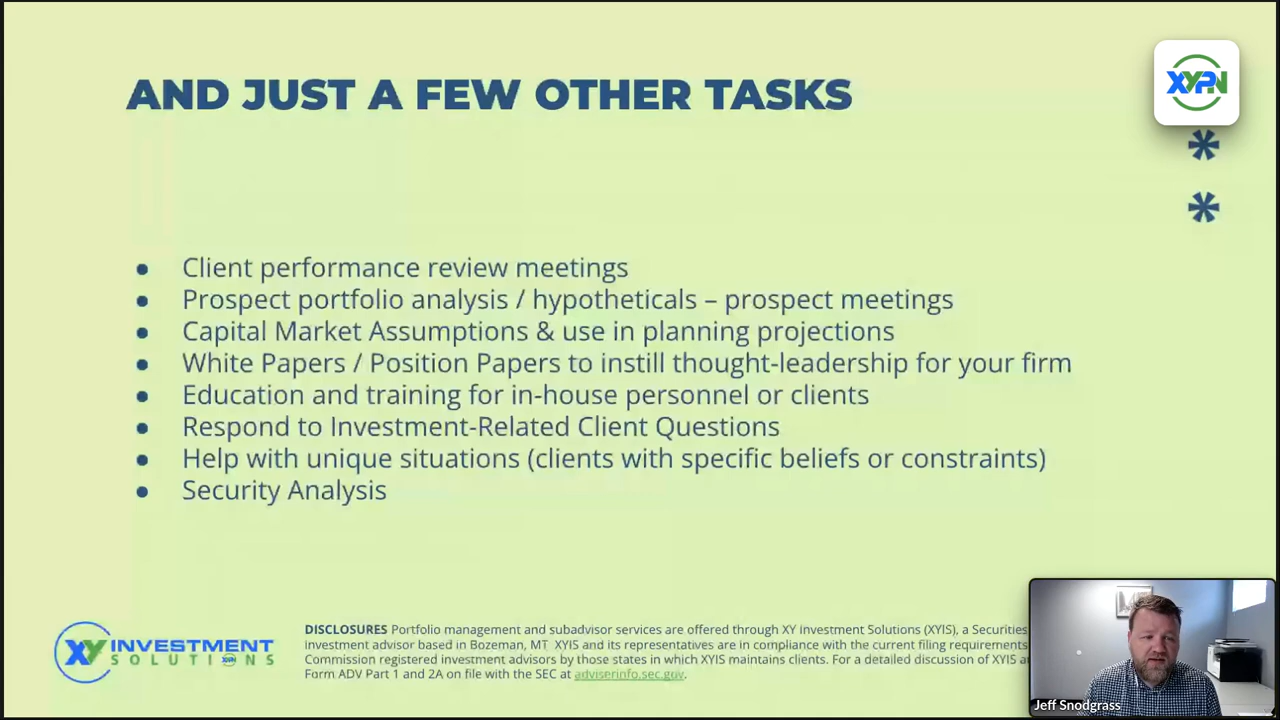 AND JUST A FEW OTHER TASKS
XYPN
*
*
● Client performance review meetings
● Prospect portfolio analysis / hypotheticals – prospect meetings
● Capital Market Assumptions & use in planning projections
● White Papers / Position Papers to instill thought-leadership for your firm
● Education and training for in-house personnel or clients
● Respond to Investment-Related Client Questions
● Help with unique situations (clients with specific beliefs or constraints)
● Security Analysis
XY INVESTMENT
SOLUTIONS
DISCLOSURES Portfolio management and subadvisor services are offered through XY Investment Solutions (XYIS), a Securities
investment advisor based in Bozeman, MT. XYIS and its representatives are in compliance with the current filing requirements
Commission registered investment advisors by those states in which XYIS maintains clients. For a detailed discussion of XYIS
Form ADV Part 1 and 2A on file with the SEC at adviserinfo.sec.gov.
Jeff Snodgrass